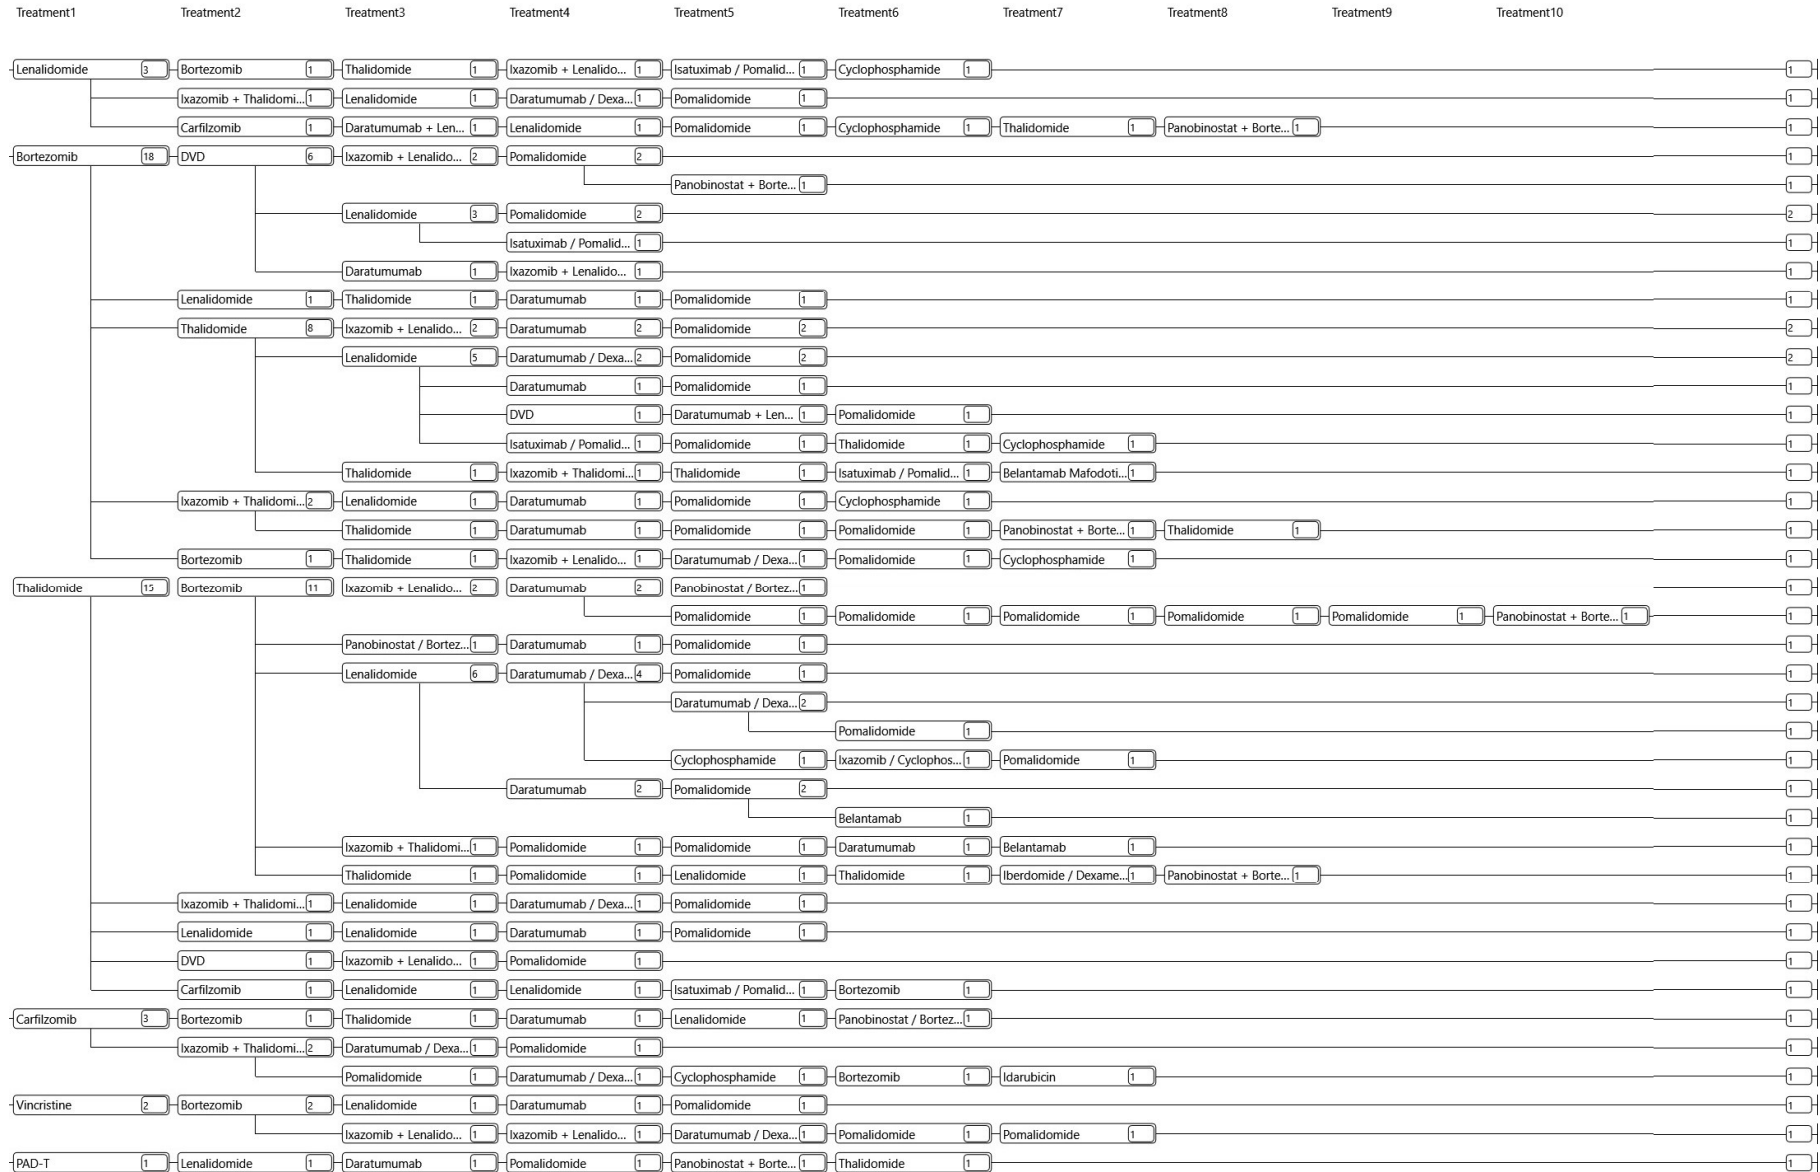 Treatment1 Treatment2 Treatment3 Treatment4 Treatment5 Treatment6 Treatment7 Treatment8 Treatment9 Treatment10
Lenalidomide 3 Bortezomib 1 Thalidomide 1 Ixazomib + Lenalido... 1 Isatuximab / Pomalid... 1 Cyclophosphamide 1 1
Ixazomib + Thalidomi... 1 Lenalidomide 1 Daratumumab / Dexa... 1 Pomalidomide 1 1
Carfilzomib 1 Daratumumab + Len... 1 Lenalidomide 1 Pomalidomide 1 Cyclophosphamide 1 Thalidomide 1 Panobinostat + Borte... 1 1
Bortezomib 18 DVD 6 Ixazomib + Lenalido... 2 Pomalidomide 2 1
Panobinostat + Borte... 1 1
Lenalidomide 3 Pomalidomide 2 2
Isatuximab / Pomalid... 1 1
Daratumumab 1 Ixazomib + Lenalido... 1 1
Lenalidomide 1 Thalidomide 1 Daratumumab 1 Pomalidomide 1 1
Thalidomide 8 Ixazomib + Lenalido... 2 Daratumumab 2 Pomalidomide 2 2
Lenalidomide 5 Daratumumab / Dexa... 2 Pomalidomide 2 2
Daratumumab 1 Pomalidomide 1 1
DVD 1 Daratumumab + Len... 1 Pomalidomide 1 1
Isatuximab / Pomalid... 1 Pomalidomide 1 Thalidomide 1 Cyclophosphamide 1 1
Thalidomide 1 Ixazomib + Thalidomi... 1 Thalidomide 1 Isatuximab / Pomalid... 1 Belantamab Mafodoti... 1 1
Ixazomib + Thalidomi... 2 Lenalidomide 1 Daratumumab 1 Pomalidomide 1 Cyclophosphamide 1 1
Thalidomide 1 Daratumumab 1 Pomalidomide 1 Pomalidomide 1 Panobinostat + Borte... 1 Thalidomide 1 1
Bortezomib 1 Thalidomide 1 Ixazomib + Lenalido... 1 Daratumumab / Dexa... 1 Pomalidomide 1 Cyclophosphamide 1 1
Thalidomide 15 Bortezomib 11 Ixazomib + Lenalido... 2 Daratumumab 2 Panobinostat / Bortez... 1 1
Pomalidomide 1 Pomalidomide 1 Pomalidomide 1 Pomalidomide 1 Pomalidomide 1 Panobinostat + Borte... 1 1
Panobinostat / Bortez... 1 Daratumumab 1 Pomalidomide 1 1
Lenalidomide 6 Daratumumab / Dexa... 4 Pomalidomide 1 1
Daratumumab / Dexa... 2 1
Pomalidomide 1 1
Cyclophosphamide 1 Ixazomib / Cyclophos... 1 Pomalidomide 1 1
Daratumumab 2 Pomalidomide 2 1
Belantamab 1 1
Ixazomib + Thalidomi... 1 Pomalidomide 1 Pomalidomide 1 Daratumumab 1 Belantamab 1 1
Thalidomide 1 Pomalidomide 1 Lenalidomide 1 Thalidomide 1 Iberdomide / Dexame... 1 Panobinostat + Borte... 1 1
Ixazomib + Thalidomi... 1 Lenalidomide 1 Daratumumab / Dexa... 1 Pomalidomide 1 1
Lenalidomide 1 Lenalidomide 1 Daratumumab 1 Pomalidomide 1 1
DVD 1 Ixazomib + Lenalido... 1 Pomalidomide 1 1
Carfilzomib 1 Lenalidomide 1 Lenalidomide 1 Isatuximab / Pomalid... 1 Bortezomib 1 1
Carfilzomib 3 Bortezomib 1 Thalidomide 1 Daratumumab 1 Lenalidomide 1 Panobinostat / Bortez... 1 1
Ixazomib + Thalidomi... 2 Daratumumab / Dexa... 1 Pomalidomide 1 1
Pomalidomide 1 Daratumumab / Dexa... 1 Cyclophosphamide 1 Bortezomib 1 Idarubicin 1 1
Vincristine 2 Bortezomib 2 Lenalidomide 1 Daratumumab 1 Pomalidomide 1 1
Ixazomib + Lenalido... 1 Ixazomib + Lenalido... 1 Daratumumab / Dexa... 1 Pomalidomide 1 Pomalidomide 1 1
PAD-T 1 Lenalidomide 1 Daratumumab 1 Pomalidomide 1 Panobinostat + Borte... 1 Thalidomide 1 1